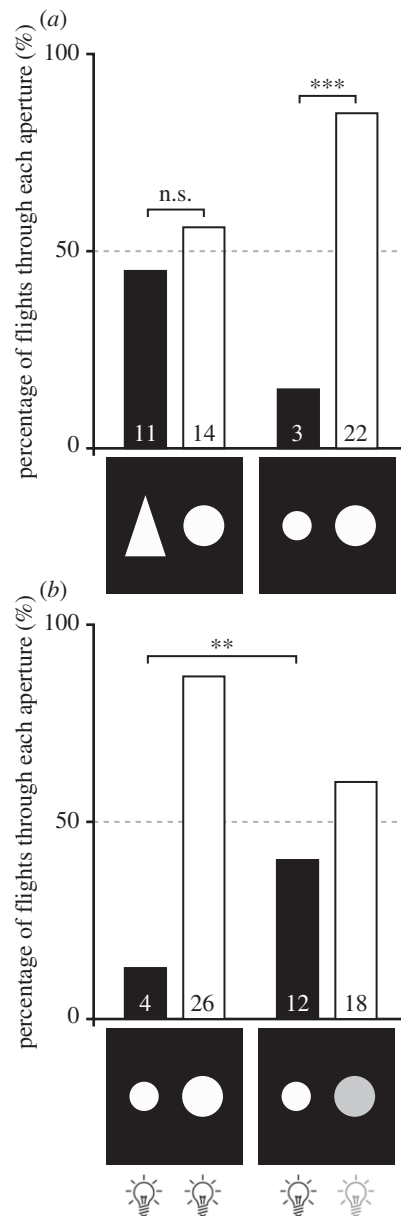 (a)
percentage of flights through each aperture (%)
100
50
0
n.s.
***
11 14 3 22
(b)
percentage of flights through each aperture (%)
100
50
0
**
4 26 12 18